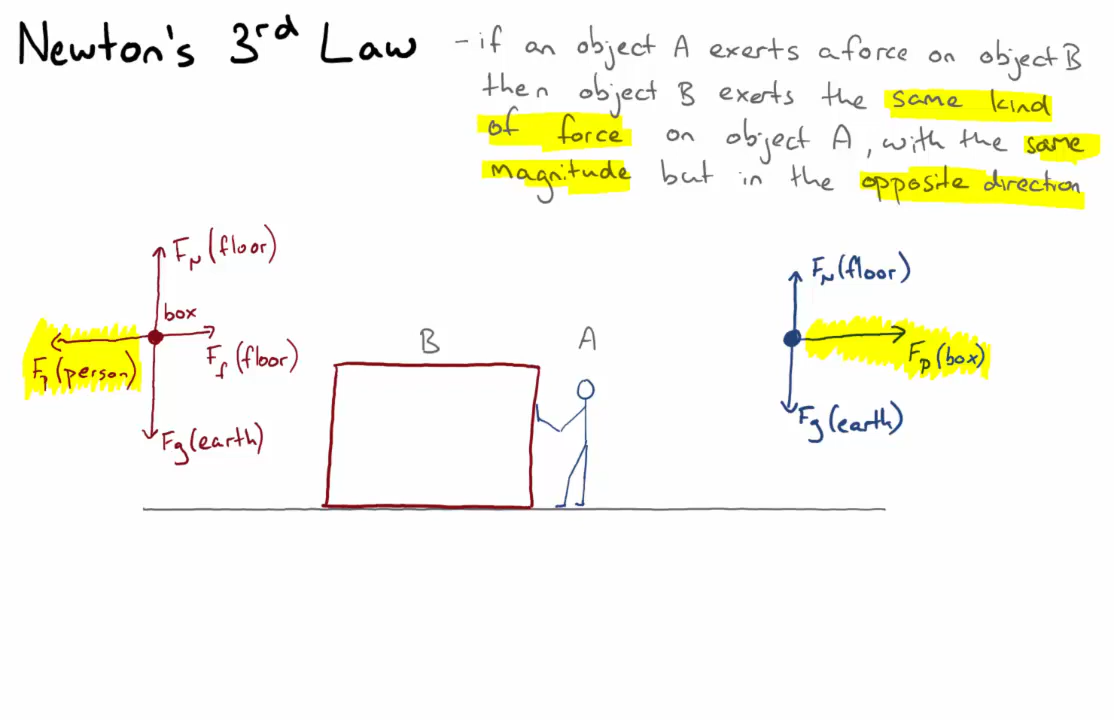 Newton's 3rd Law
- if an object A exerts a force on object B
then object B exerts the same kind
of force on object A, with the same
magnitude but in the opposite direction
FN (floor)
box
Fp (person)
Ff (floor)
Fg (earth)
B
A
FN (floor)
Fp (box)
Fg (earth)